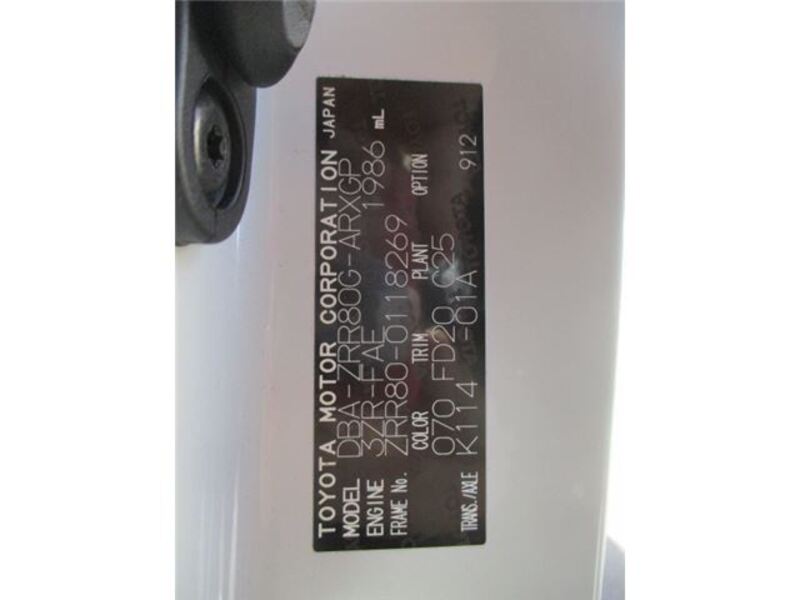 TOYOTA MOTOR CORPORATION JAPAN
MODEL DBA-ZRR80G-ARXGP
ENGINE 3ZR-FAE 1986 mL
FRAME No. ZRR80-0118269
COLOR TRIM PLANT OPTION
070 FD20 C25
TRANS./AXLE K114 -01A 912